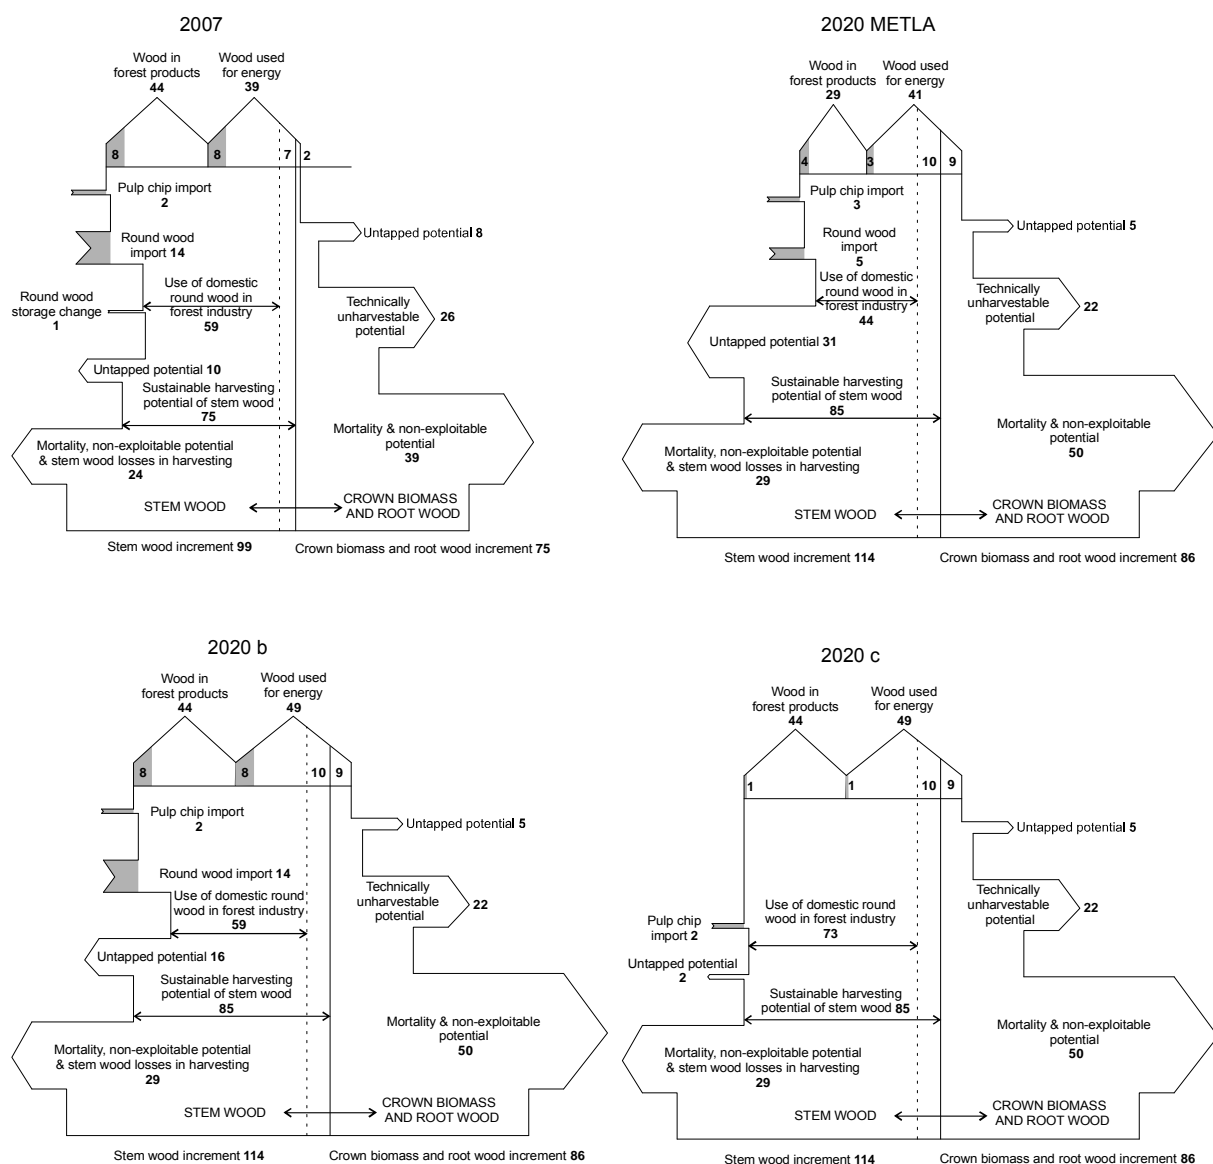 2007
Wood in
forest products
44
Wood used
for energy
39
8
8
7
2
Pulp chip import
2
Untapped potential 8
Round wood
import 14
Use of domestic
round wood in
forest industry
59
Round wood
storage change
1
Technically
unharvestable
potential
26
Untapped potential 10
Sustainable harvesting
potential of stem wood
75
Mortality, non-exploitable potential
& stem wood losses in harvesting
24
Mortality & non-exploitable
potential
39
STEM WOOD
CROWN BIOMASS
AND ROOT WOOD
Stem wood increment 99
Crown biomass and root wood increment 75
2020 METLA
Wood in
forest products
29
Wood used
for energy
41
4
3
10
9
Pulp chip import
3
Untapped potential 5
Round wood
import
5
Use of domestic
round wood in
forest industry
44
Technically
unharvestable
potential
22
Untapped potential 31
Sustainable harvesting
potential of stem wood
85
Mortality, non-exploitable potential
& stem wood losses in harvesting
29
Mortality & non-exploitable
potential
50
STEM WOOD
CROWN BIOMASS
AND ROOT WOOD
Stem wood increment 114
Crown biomass and root wood increment 86
2020 b
Wood in
forest products
44
Wood used
for energy
49
8
8
10
9
Pulp chip import
2
Untapped potential 5
Round wood import 14
Use of domestic round
wood in forest industry
59
Technically
unharvestable
potential
22
Untapped potential 16
Sustainable harvesting
potential of stem wood
85
Mortality, non-exploitable potential
& stem wood losses in harvesting
29
Mortality & non-exploitable
potential
50
STEM WOOD
CROWN BIOMASS
AND ROOT WOOD
Stem wood increment 114
Crown biomass and root wood increment 86
2020 c
Wood in
forest products
44
Wood used
for energy
49
1
1
10
9
Untapped potential 5
Technically
unharvestable
potential
22
Pulp chip
import 2
Use of domestic round
wood in forest industry
73
Untapped potential
2
Sustainable harvesting
potential of stem wood 85
Mortality, non-exploitable potential
& stem wood losses in harvesting
29
Mortality & non-exploitable
potential
50
STEM WOOD
CROWN BIOMASS
AND ROOT WOOD
Stem wood increment 114
Crown biomass and root wood increment 86